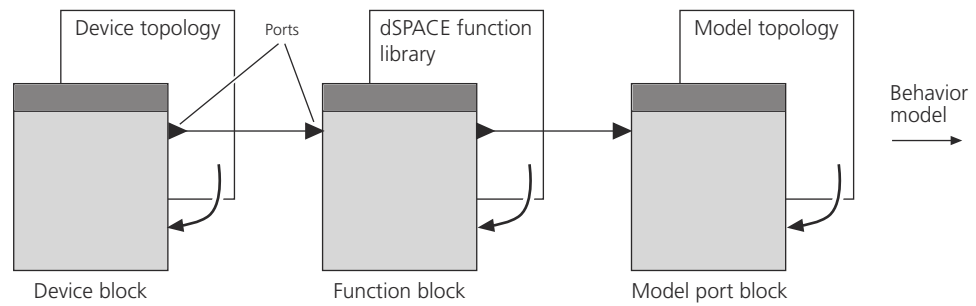 Device topology
Ports
dSPACE function
library
Model topology
Behavior
model
Device block
Function block
Model port block